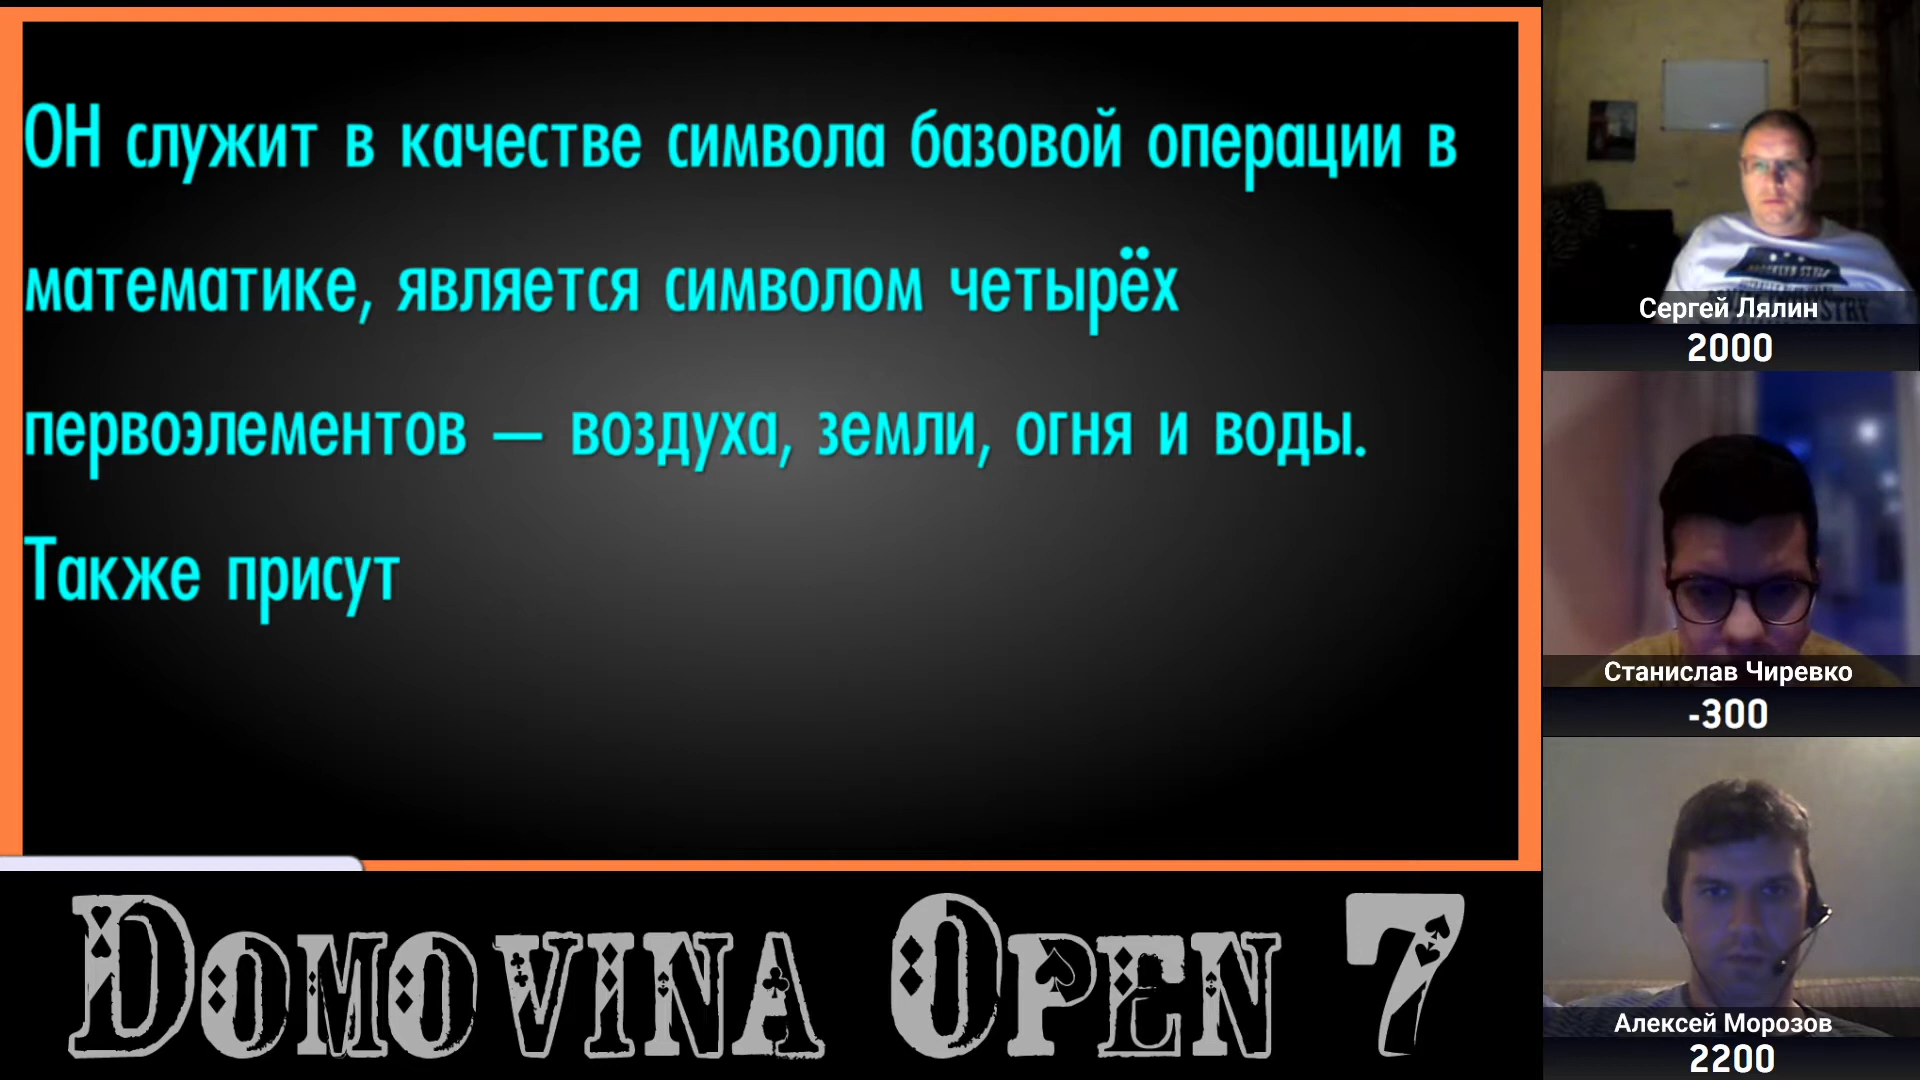 ОН служит в качестве символа базовой операции в
математике, является символом четырёх
первоэлементов — воздуха, земли, огня и воды.
Также присут
Сергей Лялин
2000
Станислав Чиревко
-300
Алексей Морозов
2200
Domovina Open 7